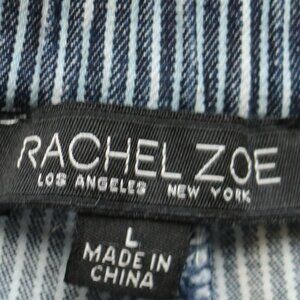 RACHEL ZOE
LOS ANGELES NEW YORK
L
MADE IN
CHINA